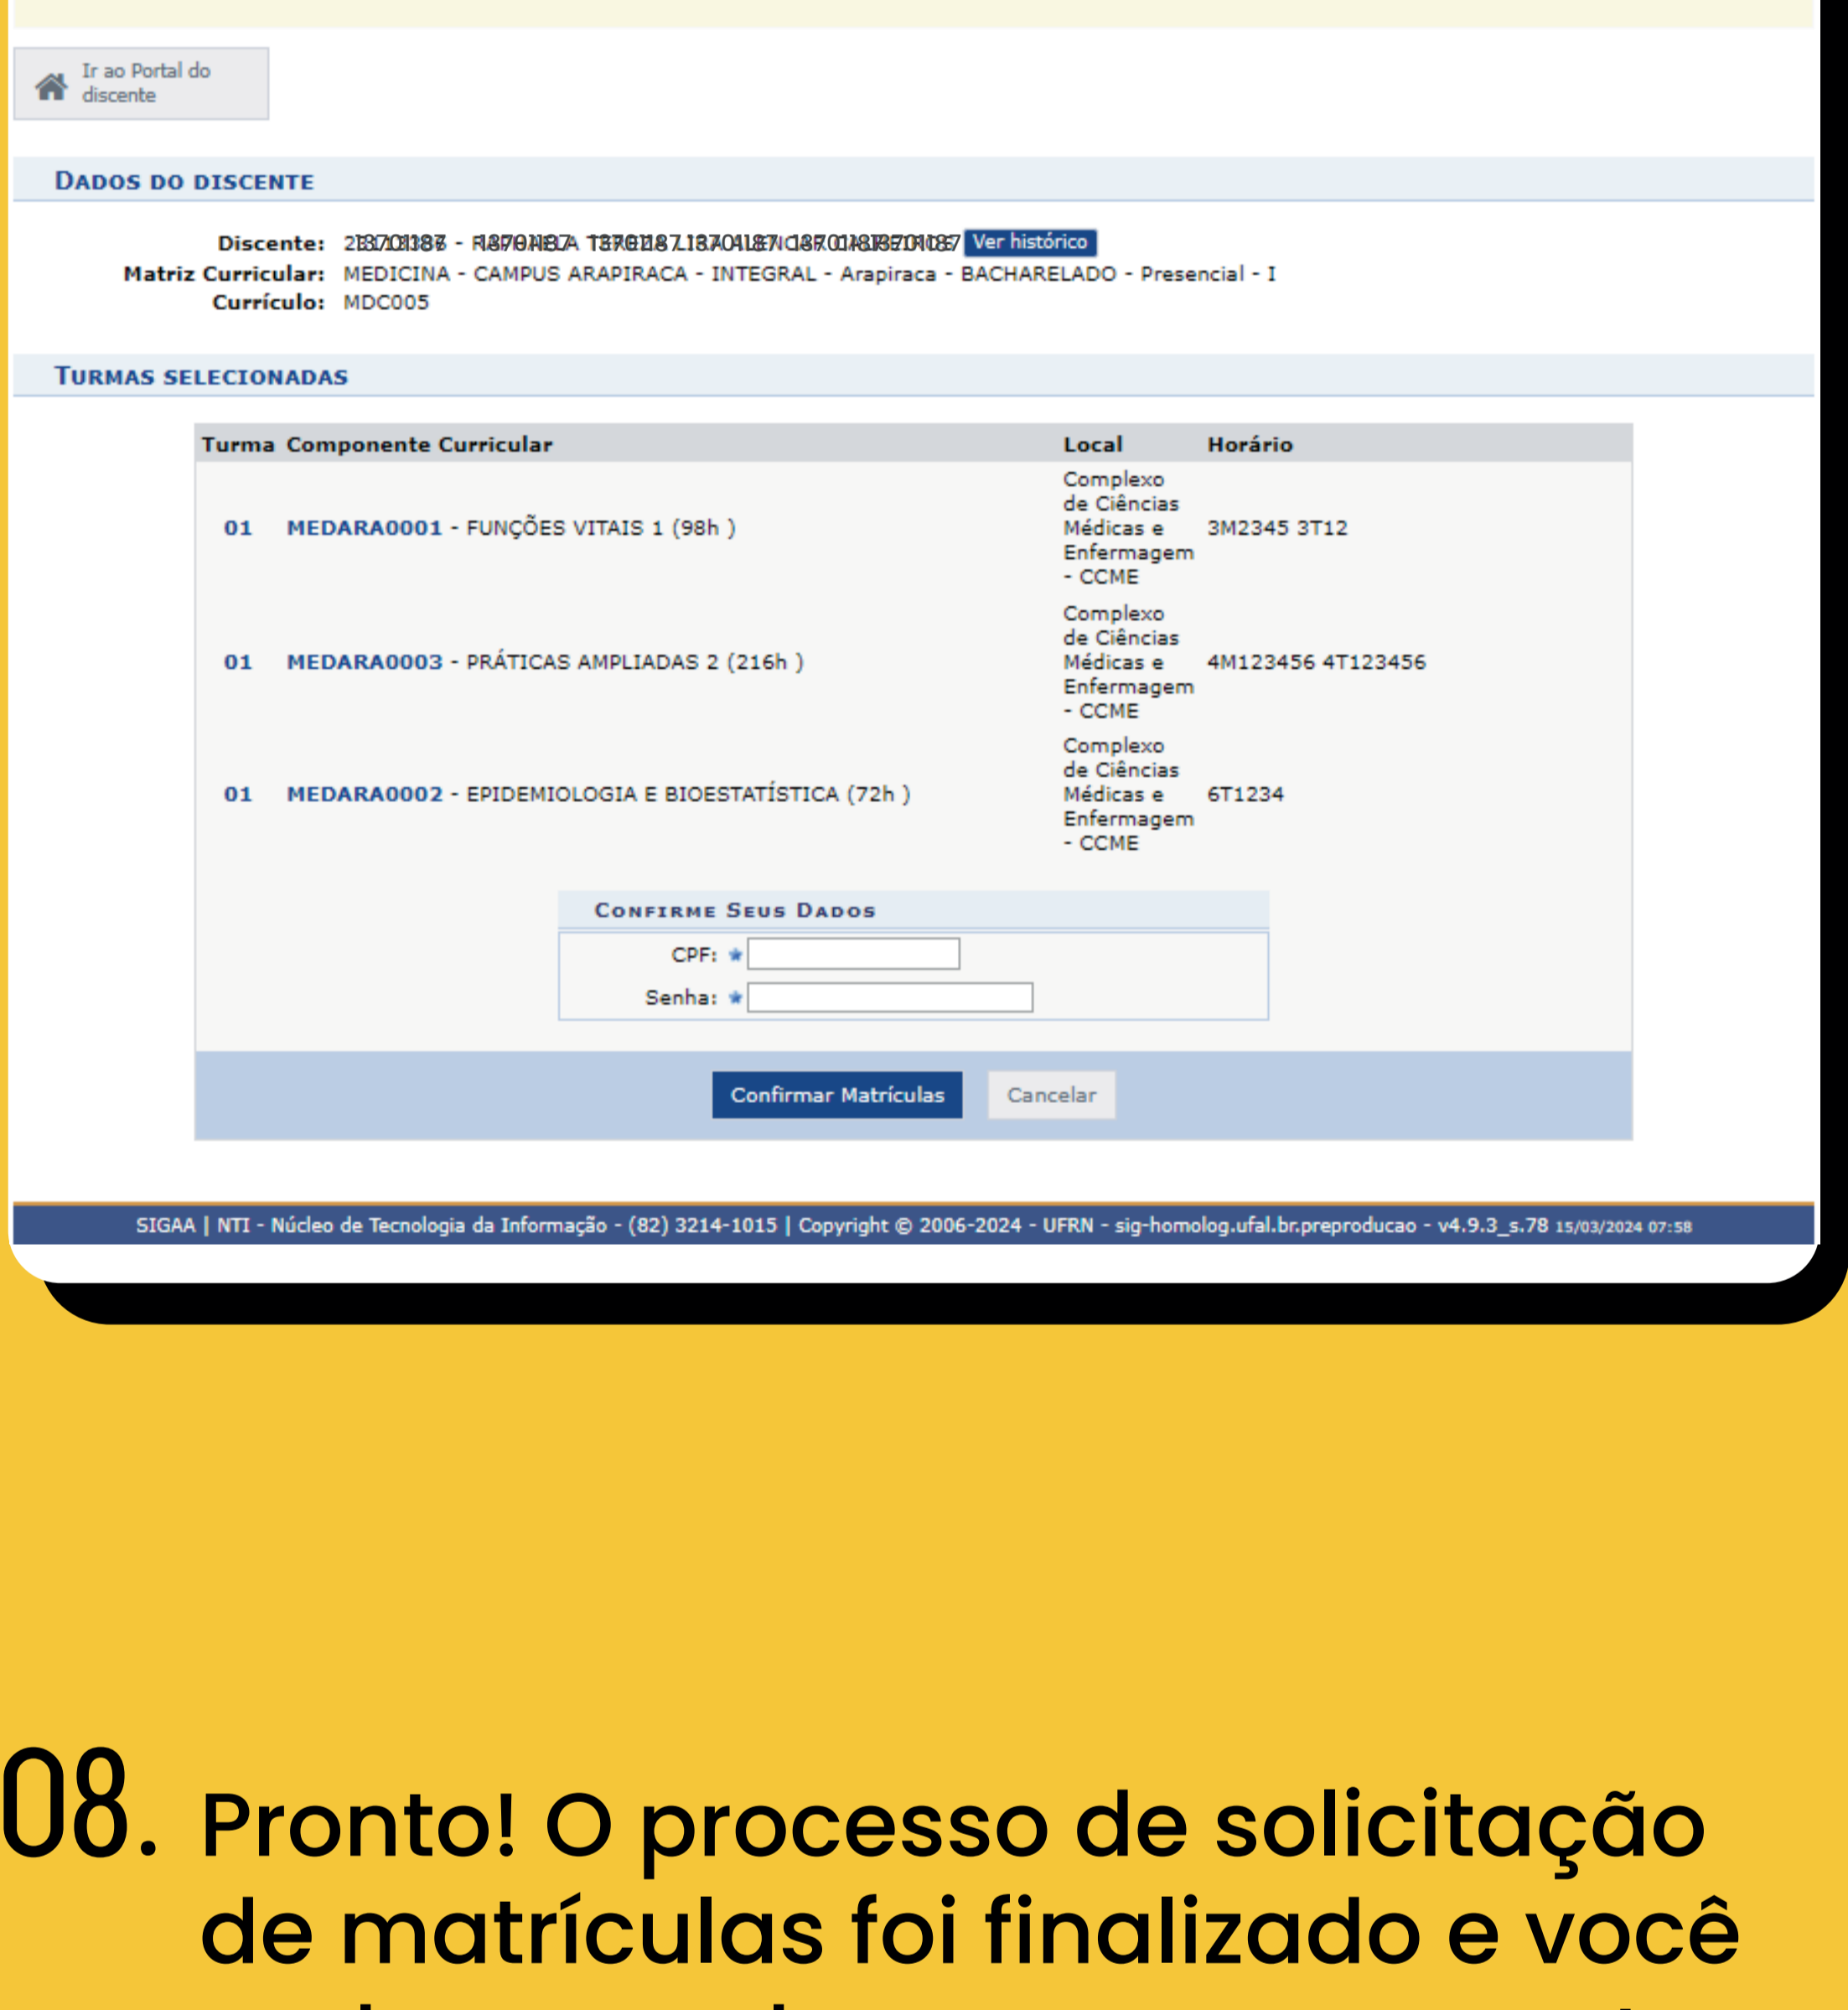 Ir ao Portal do
discente
DADOS DO DISCENTE
Discente: Ver histórico
Matriz Curricular: MEDICINA - CAMPUS ARAPIRACA - INTEGRAL - Arapiraca - BACHARELADO - Presencial - I
Currículo: MDC005
TURMAS SELECIONADAS
Turma Componente Curricular Local Horário
Complexo
de Ciências
01 MEDARA0001 - FUNÇÕES VITAIS 1 (98h ) Médicas e 3M2345 3T12
Enfermagem
- CCME
Complexo
de Ciências
01 MEDARA0003 - PRÁTICAS AMPLIADAS 2 (216h ) Médicas e 4M123456 4T123456
Enfermagem
- CCME
Complexo
de Ciências
01 MEDARA0002 - EPIDEMIOLOGIA E BIOESTATÍSTICA (72h ) Médicas e 6T1234
Enfermagem
- CCME
CONFIRME SEUS DADOS
CPF:
Senha:
Confirmar Matrículas Cancelar
SIGAA | NTI - Núcleo de Tecnologia da Informação - (82) 3214-1015 | Copyright © 2006-2024 - UFRN - sig-homolog.ufal.br.preproducao - v4.9.3_s.78 15/03/2024 07:58
08. Pronto! O processo de solicitação
de matrículas foi finalizado e você